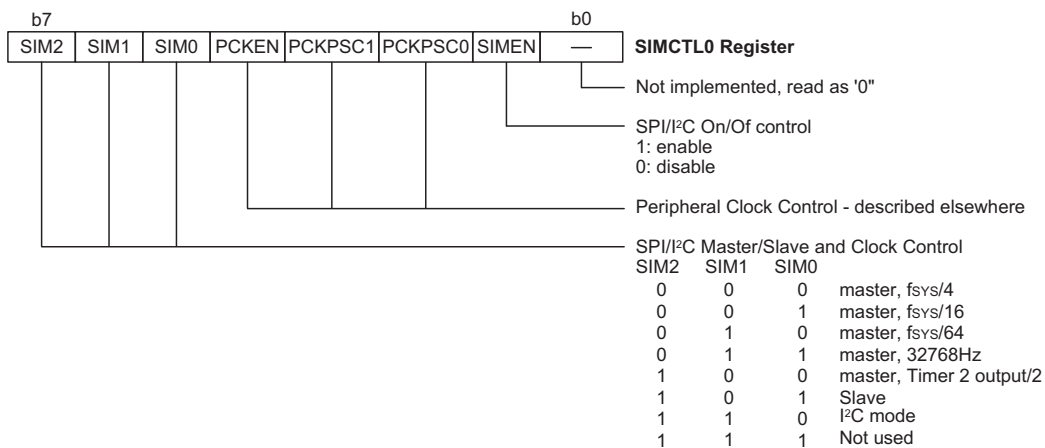 b7 b0
SIM2 SIM1 SIM0 PCKEN PCKPSC1 PCKPSC0 SIMEN — SIMCTL0 Register
Not implemented, read as '0"
SPI/I²C On/Of control
1: enable
0: disable
Peripheral Clock Control - described elsewhere
SPI/I²C Master/Slave and Clock Control
SIM2 SIM1 SIM0
0 0 0 master, fSYS/4
0 0 1 master, fSYS/16
0 1 0 master, fSYS/64
0 1 1 master, 32768Hz
1 0 0 master, Timer 2 output/2
1 0 1 Slave
1 1 0 I²C mode
1 1 1 Not used